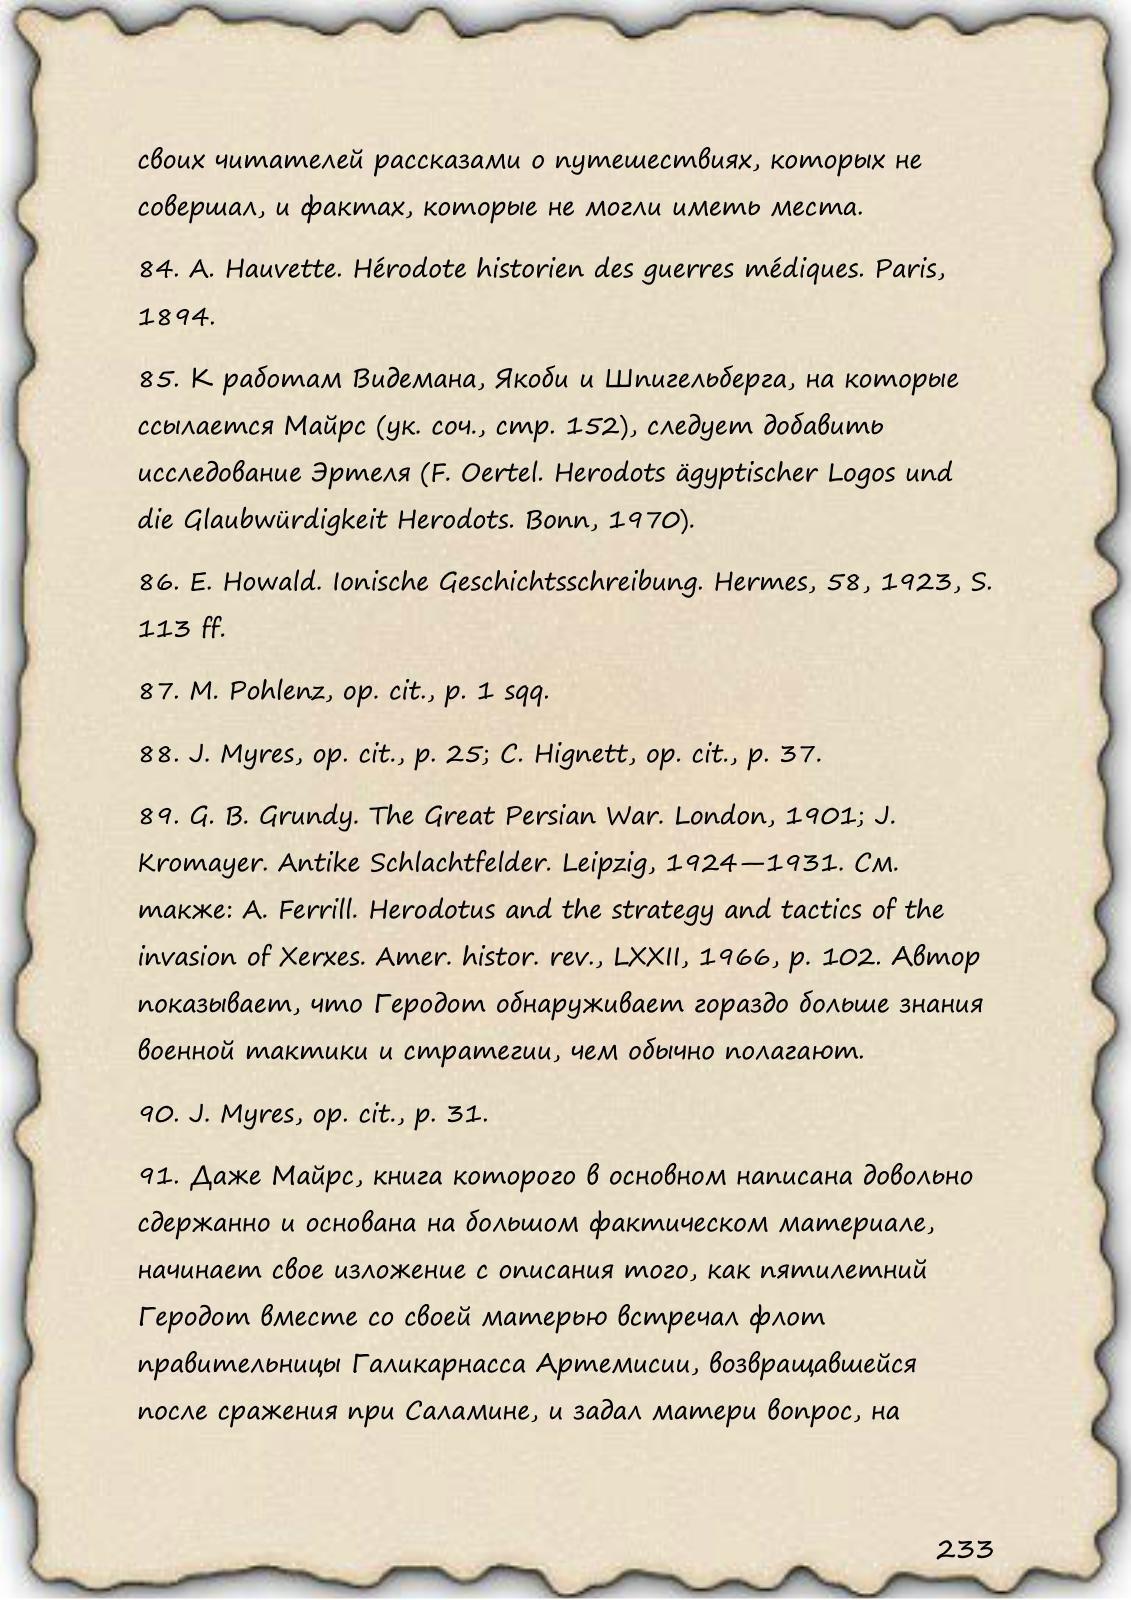 своих читателей рассказами о путешествиях, которых не
совершал, и фактах, которые не могли иметь места.
84. A. Hauvette. Hérodote historien des guerres médiques. Paris,
1894.
85. К работам Видемана, Якоби и Шпигельберга, на которые
ссылается Майрс (ук. соч., стр. 152), следует добавить
исследование Эртеля (F. Oertel. Herodots ägyptischer Logos und
die Glaubwürdigkeit Herodots. Bonn, 1970).
86. E. Howald. Ionische Geschichtsschreibung. Hermes, 58, 1923, S.
113 ff.
87. M. Pohlenz, op. cit., p. 1 sqq.
88. J. Myres, op. cit., p. 25; C. Hignett, op. cit., p. 37.
89. G. B. Grundy. The Great Persian War. London, 1901; J.
Kromayer. Antike Schlachtfelder. Leipzig, 1924—1931. См.
также: A. Ferrill. Herodotus and the strategy and tactics of the
invasion of Xerxes. Amer. histor. rev., LXXII, 1966, p. 102. Автор
показывает, что Геродот обнаруживает гораздо больше знания
военной тактики и стратегии, чем обычно полагают.
90. J. Myres, op. cit., p. 31.
91. Даже Майрс, книга которого в основном написана довольно
сдержанно и основана на большом фактическом материале,
начинает свое изложение с описания того, как пятилетний
Геродот вместе со своей матерью встречал флот
правительницы Галикарнасса Артемисии, возвращавшейся
после сражения при Саламине, и задал матери вопрос, на
233